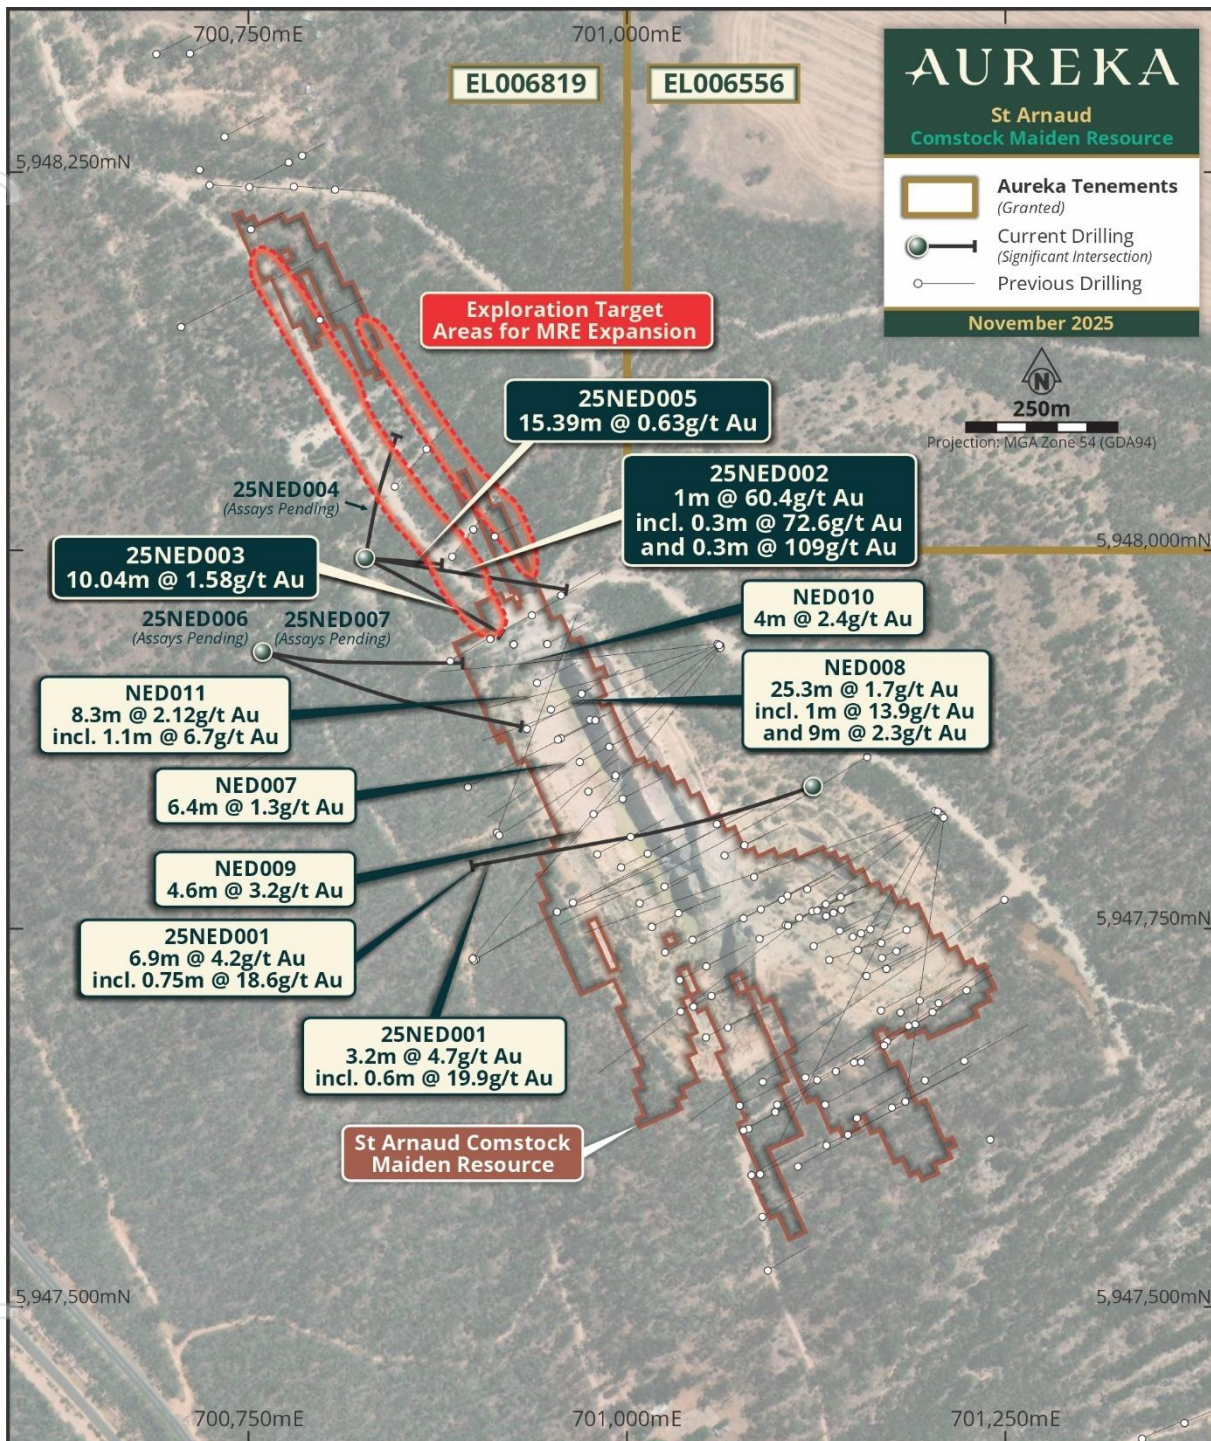 700,750mE
701,000mE
EL006819
EL006556
AUREKA
St Arnaud
Comstock Maiden Resource
Aureka Tenements
(Granted)
Current Drilling
(Significant Intersection)
Previous Drilling
November 2025
5,948,250mN
N
250m
Projection: MGA Zone 54 (GDA94)
Exploration Target
Areas for MRE Expansion
25NED005
15.39m @ 0.63g/t Au
25NED002
1m @ 60.4g/t Au
incl. 0.3m @ 72.6g/t Au
and 0.3m @ 109g/t Au
25NED004
(Assays Pending)
5,948,000mN
25NED003
10.04m @ 1.58g/t Au
25NED006
(Assays Pending)
25NED007
(Assays Pending)
NED010
4m @ 2.4g/t Au
NED011
8.3m @ 2.12g/t Au
incl. 1.1m @ 6.7g/t Au
NED008
25.3m @ 1.7g/t Au
incl. 1m @ 13.9g/t Au
and 9m @ 2.3g/t Au
NED007
6.4m @ 1.3g/t Au
NED009
4.6m @ 3.2g/t Au
25NED001
6.9m @ 4.2g/t Au
incl. 0.75m @ 18.6g/t Au
5,947,750mN
25NED001
3.2m @ 4.7g/t Au
incl. 0.6m @ 19.9g/t Au
St Arnaud Comstock
Maiden Resource
5,947,500mN
5,947,500mN
700,750mE
701,000mE
701,250mE